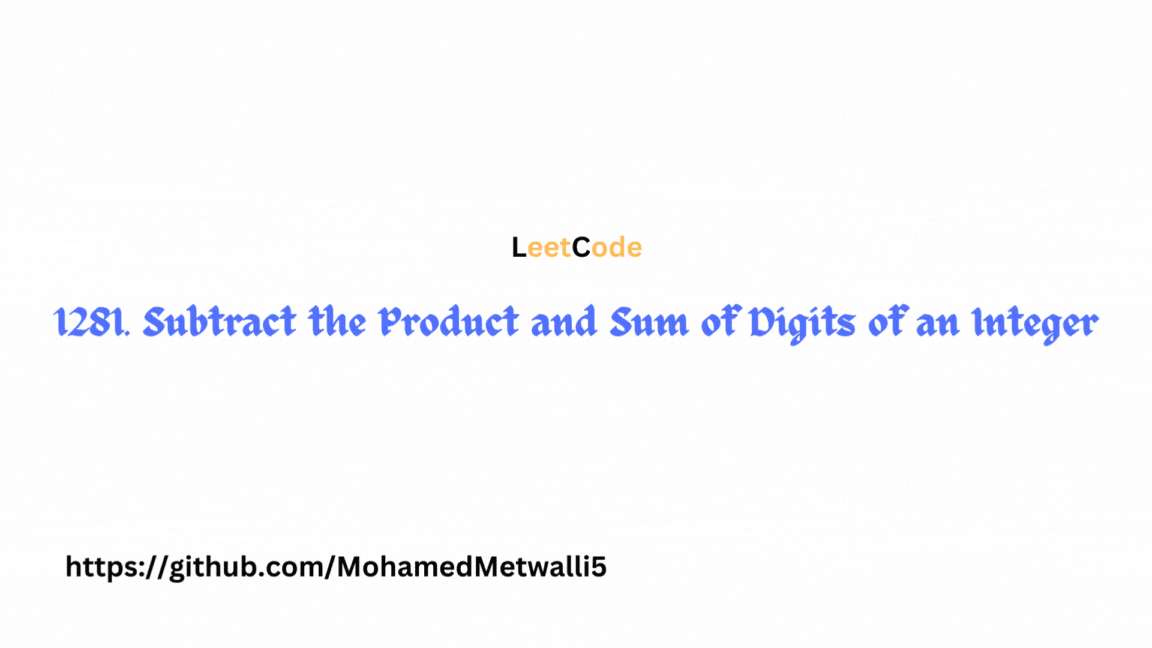 LeetCode
1281. Subtract the Product and Sum of Digits of an Integer
https://github.com/MohamedMetwalli5